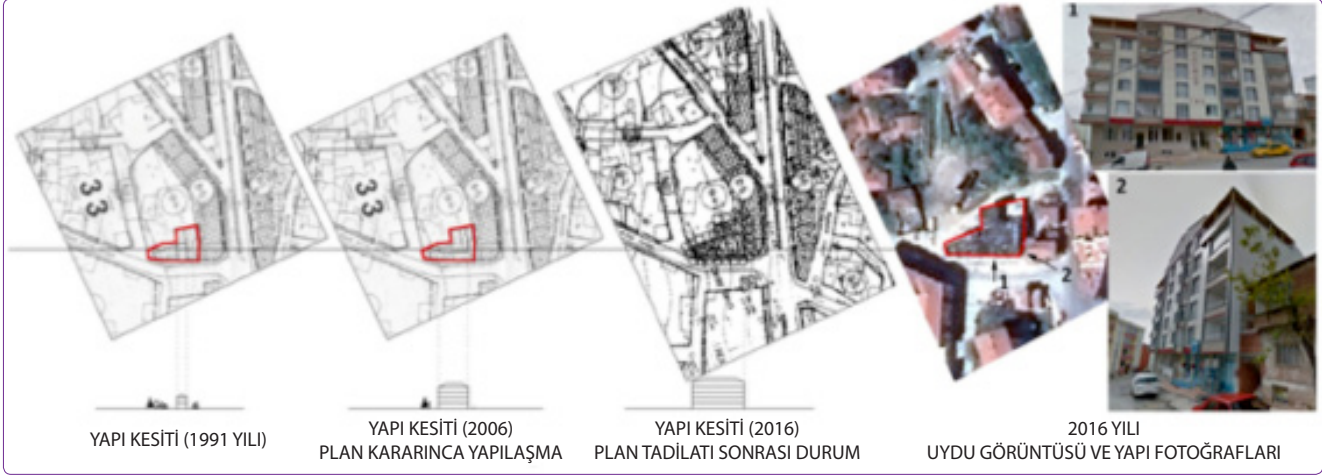 33
33
1
2
1
2
YAPI KESİTİ (1991 YILI)
YAPI KESİTİ (2006)
PLAN KARARINCA YAPILAŞMA
YAPI KESİTİ (2016)
PLAN TADİLATI SONRASI DURUM
2016 YILI
UYDU GÖRÜNTÜSÜ VE YAPI FOTOĞRAFLARI